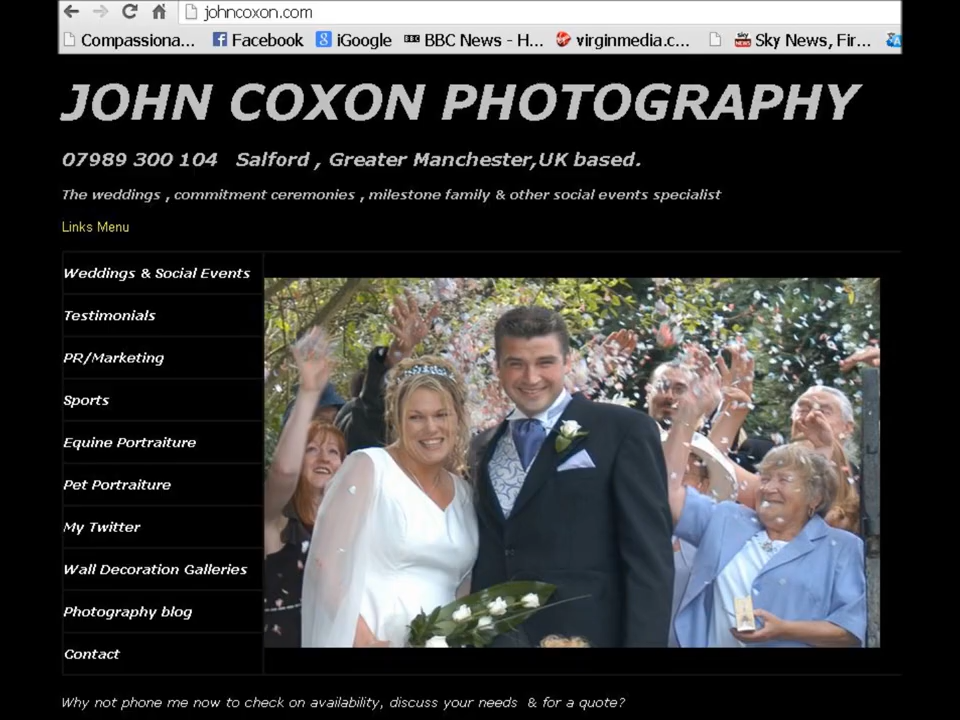 johncoxon.com
Compassiona... Facebook iGoogle BBC News - H... virginmedia.c... Sky News, Fir...
JOHN COXON PHOTOGRAPHY
07989 300 104 Salford , Greater Manchester,UK based.
The weddings , commitment ceremonies , milestone family & other social events specialist
Links Menu
Weddings & Social Events
Testimonials
PR/Marketing
Sports
Equine Portraiture
Pet Portraiture
My Twitter
Wall Decoration Galleries
Photography blog
Contact
Why not phone me now to check on availability, discuss your needs & for a quote?